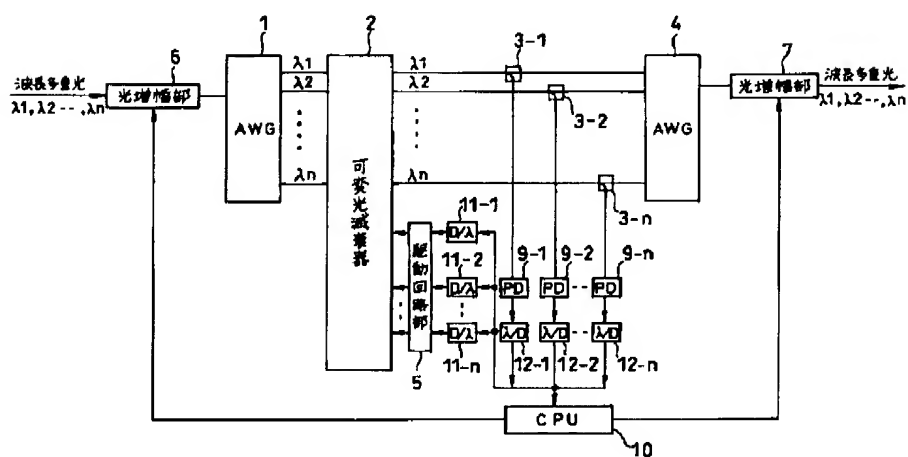 1
2
4
6
7
3-1
波長多重光
λ1, λ2 --, λn
光増幅部
AWG
λ1
λ2
λn
可変光減衰器
λ1
λ2
λn
3-2
3-n
AWG
光増幅部
波長多重光
λ1, λ2 --, λn
駆動回路部
5
11-1
D/λ
11-2
D/λ
11-n
D/λ
9-1
9-2
9-n
PD
PD
PD
λ/D
λ/D
λ/D
12-1
12-2
12-n
CPU
10